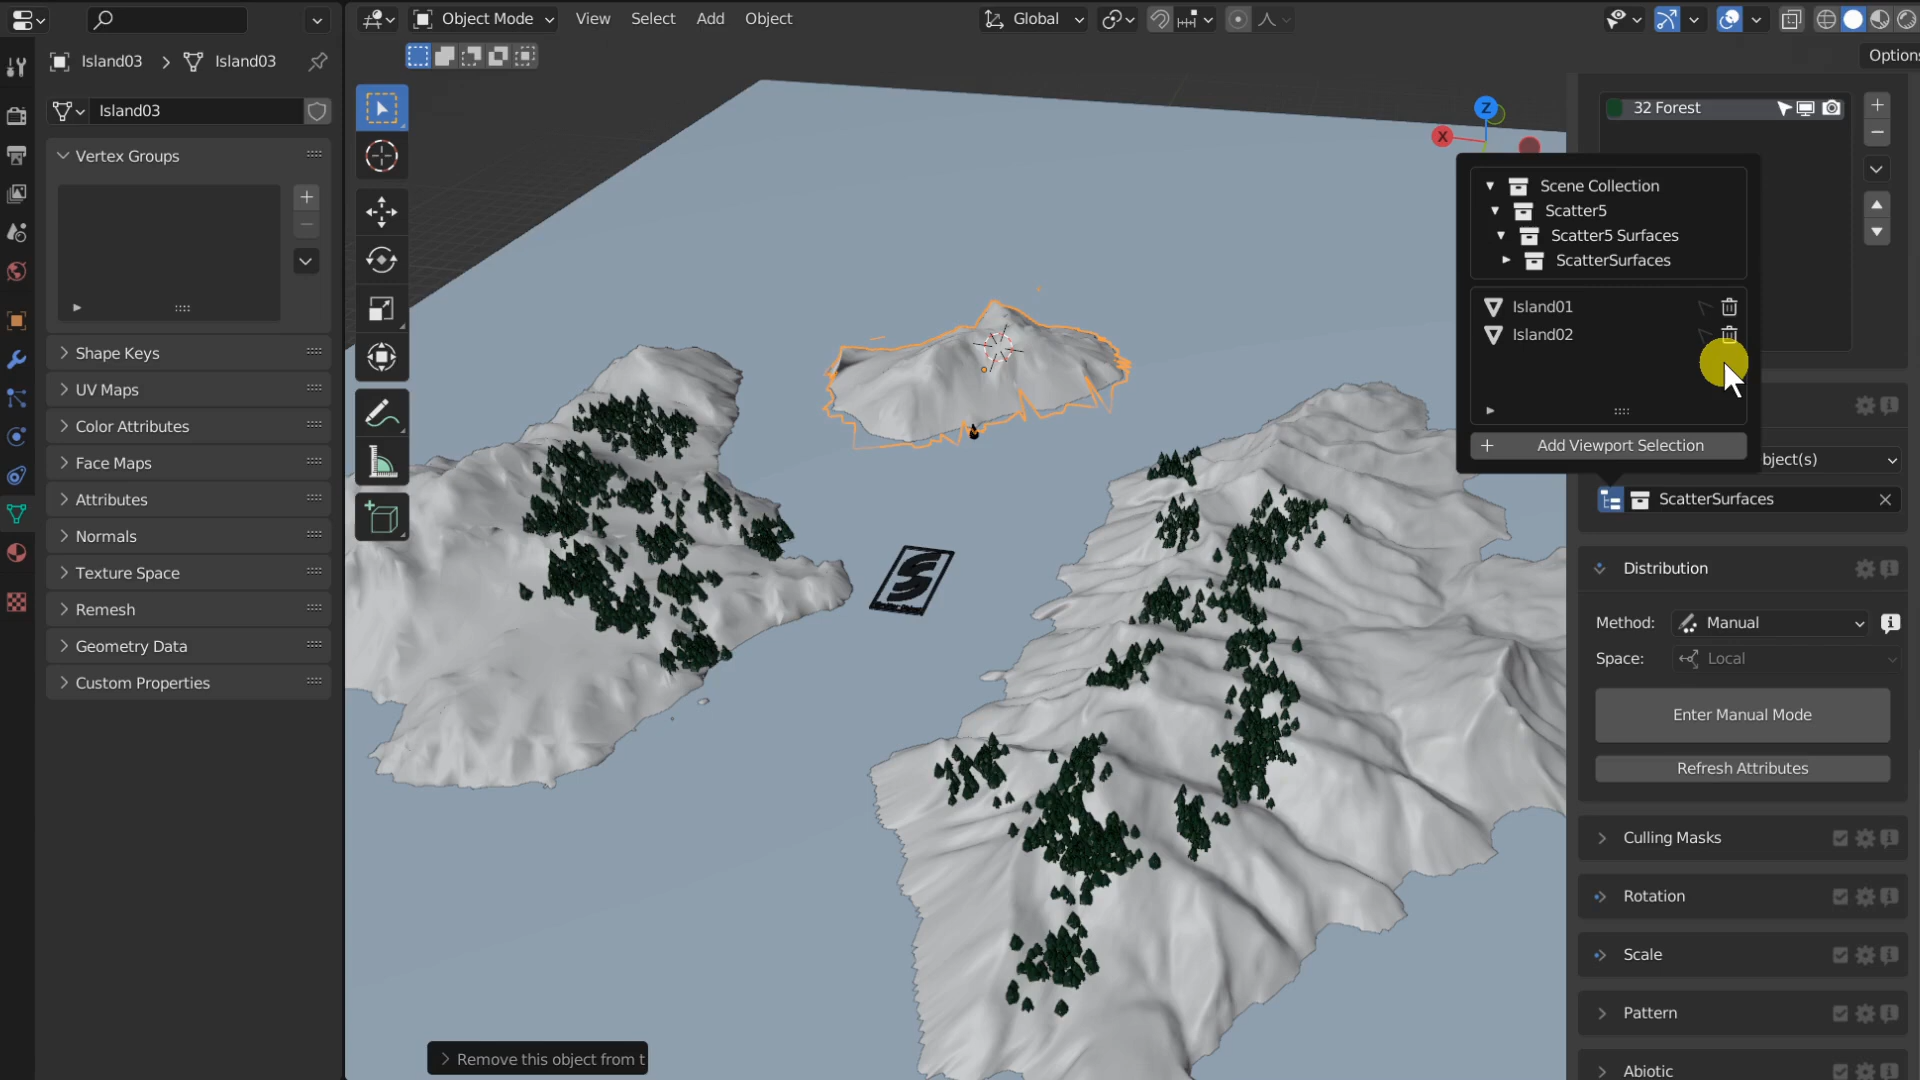 Object Mode
View
Select
Add
Object
Global
Options
Island03
Island03
Island03
Vertex Groups
Shape Keys
UV Maps
Color Attributes
Face Maps
Attributes
Normals
Texture Space
Remesh
Geometry Data
Custom Properties
Z
X
S
Remove this object from t
32 Forest
Scene Collection
Scatter5
Scatter5 Surfaces
ScatterSurfaces
Island01
Island02
Add Viewport Selection
bject(s)
ScatterSurfaces
Distribution
Method:
Manual
Space:
Local
Enter Manual Mode
Refresh Attributes
Culling Masks
Rotation
Scale
Pattern
Abiotic